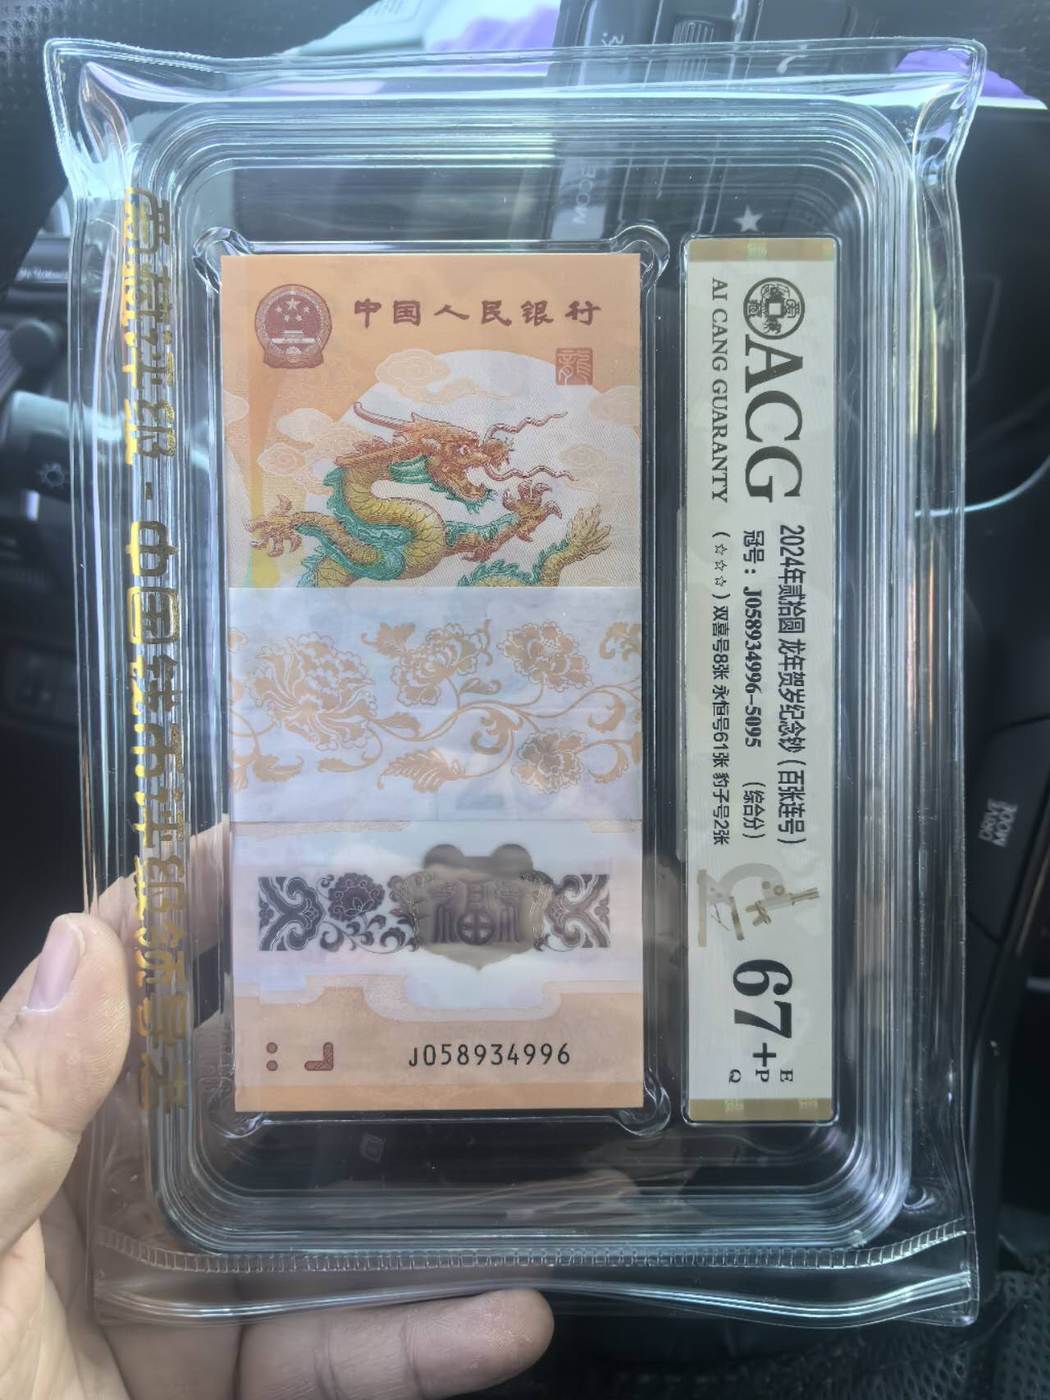 中国人民银行
龍
J058934996
ACG
AI CANG GUARANTY
2024年贰拾圆 龙年贺岁纪念钞 (百张连号)
冠号：J058934996-5095 (综合分)
(☆☆☆) 双喜号8张 永恒号61张 豹子号2张
67+
E
P
Q